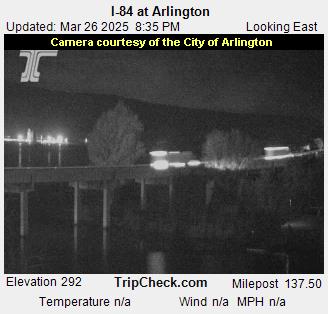 I-84 at Arlington
Updated: Mar 26 2025 8:35 PM Looking East
Camera courtesy of the City of Arlington
Elevation 292 TripCheck.com Milepost 137.50
Temperature n/a Wind n/a MPH n/a